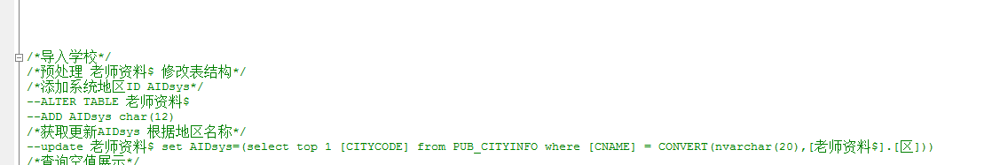 /*导入学校*/
/*预处理 老师资料$ 修改表结构*/
/*添加系统地区ID AIDsys*/
--ALTER TABLE 老师资料$
--ADD AIDsys char(12)
/*获取更新AIDsys 根据地区名称*/
--update 老师资料$ set AIDsys=(select top 1 [CITYCODE] from PUB_CITYINFO where [CNAME] = CONVERT(nvarchar(20),[老师资料$].[区]))
/*查询空值展示*/